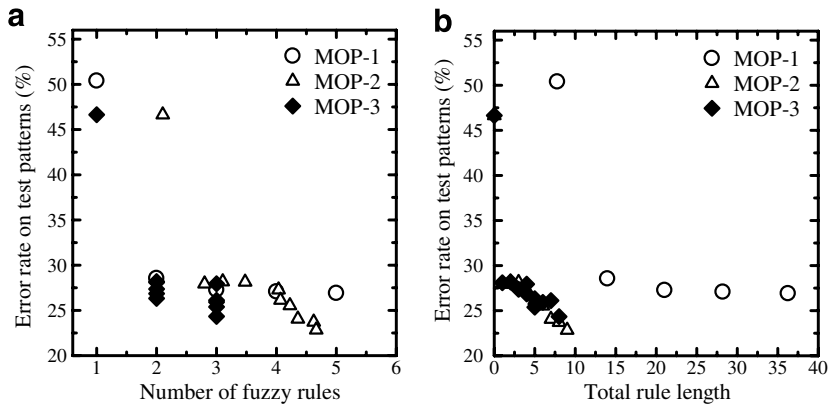 a
Error rate on test patterns (%)
55
50
45
40
35
30
25
20
1 2 3 4 5 6
Number of fuzzy rules
MOP-1
MOP-2
MOP-3
b
Error rate on test patterns (%)
55
50
45
40
35
30
25
20
0 5 10 15 20 25 30 35 40
Total rule length
MOP-1
MOP-2
MOP-3